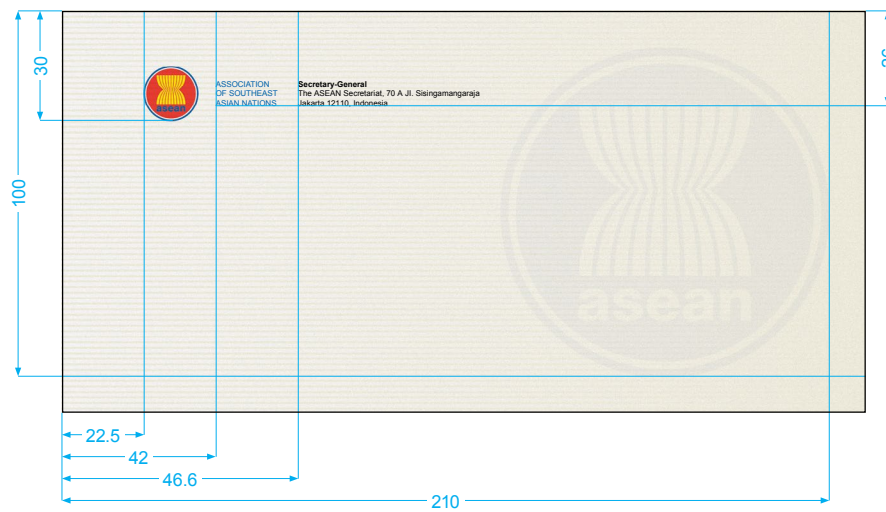 30
100
asean
ASSOCIATION
OF SOUTHEAST
ASIAN NATIONS
Secretary-General
The ASEAN Secretariat, 70 A Jl. Sisingamangaraja
Jakarta 12110, Indonesia
asean
22.5
42
46.6
210